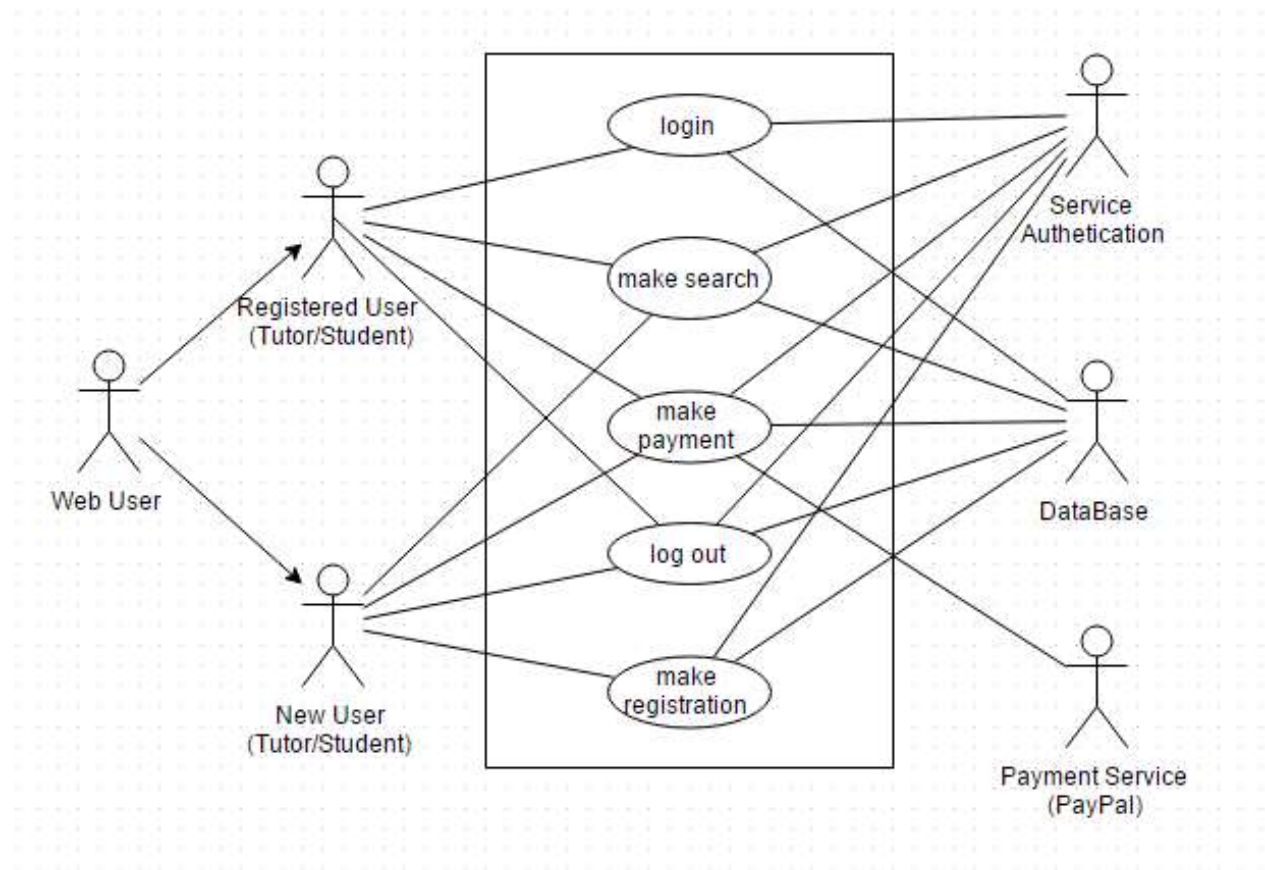 login
Service
Authetication
make search
Registered User
(Tutor/Student)
make
payment
Web User
DataBase
log out
make
registration
New User
(Tutor/Student)
Payment Service
(PayPal)